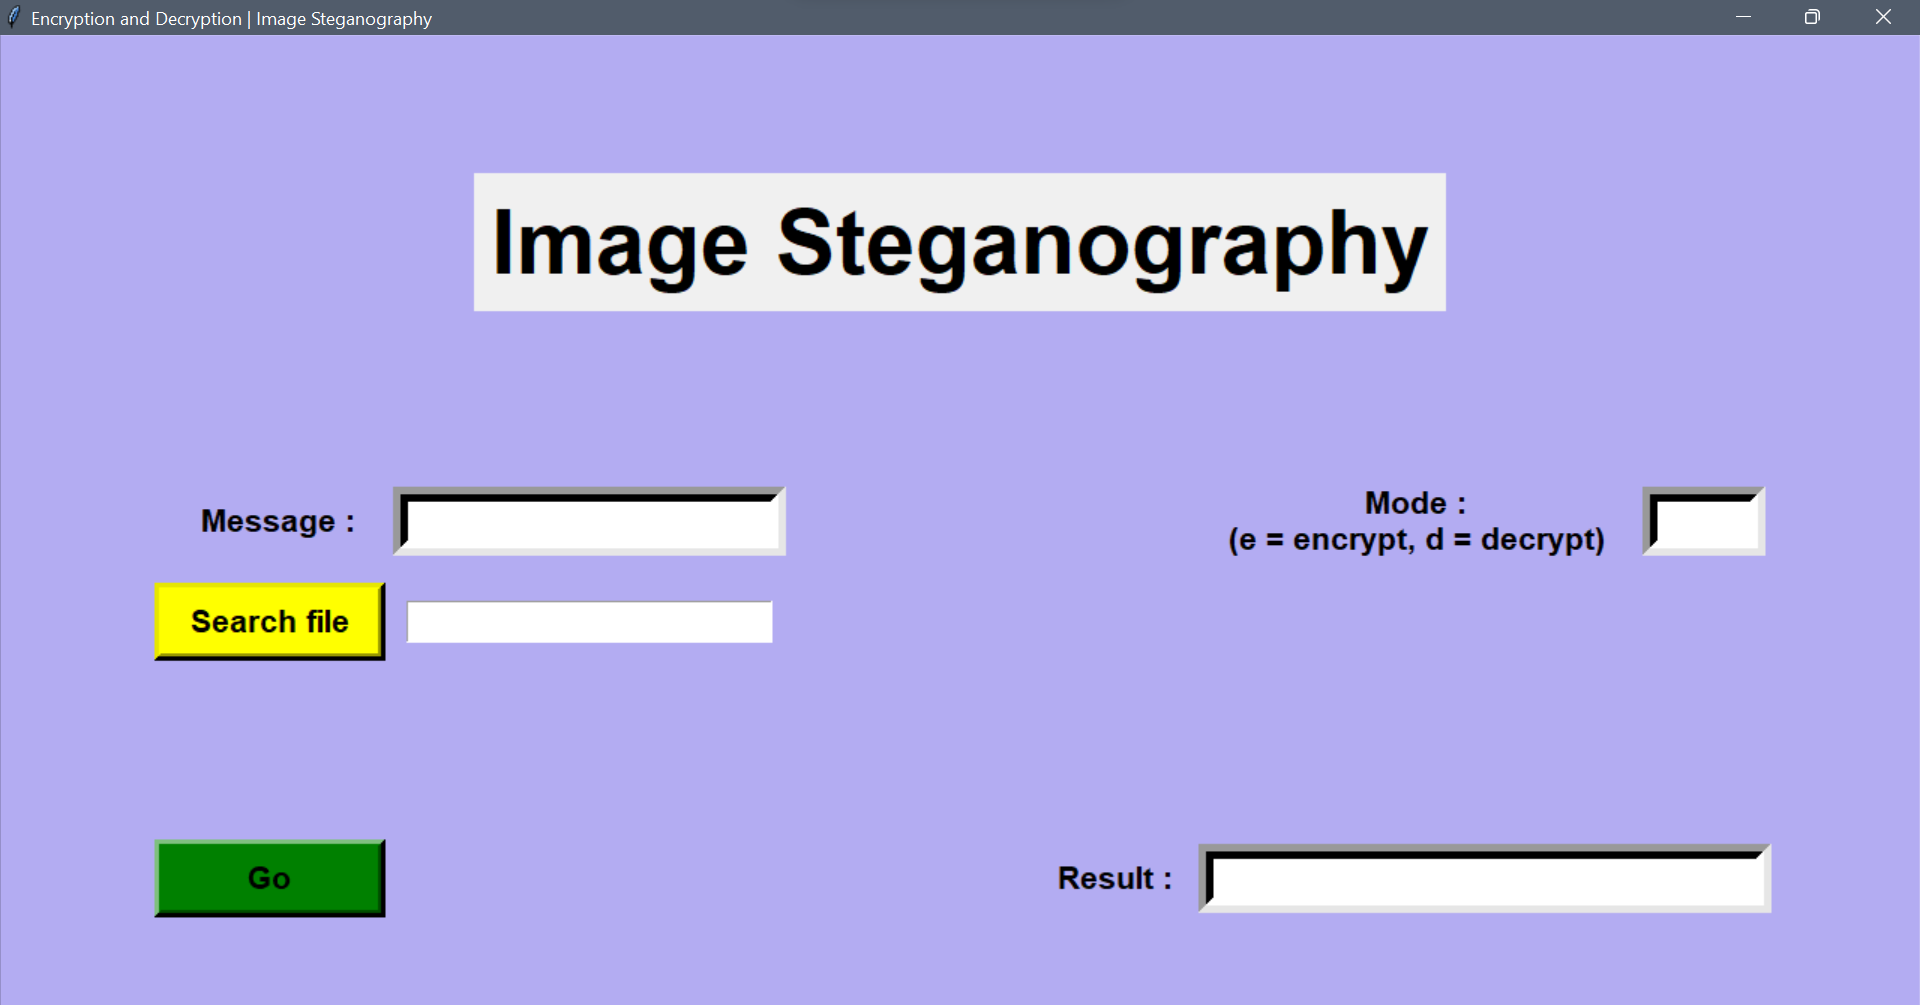 Encryption and Decryption | Image Steganography
Image Steganography
Message :
Mode :
(e = encrypt, d = decrypt)
Search file
Go
Result :